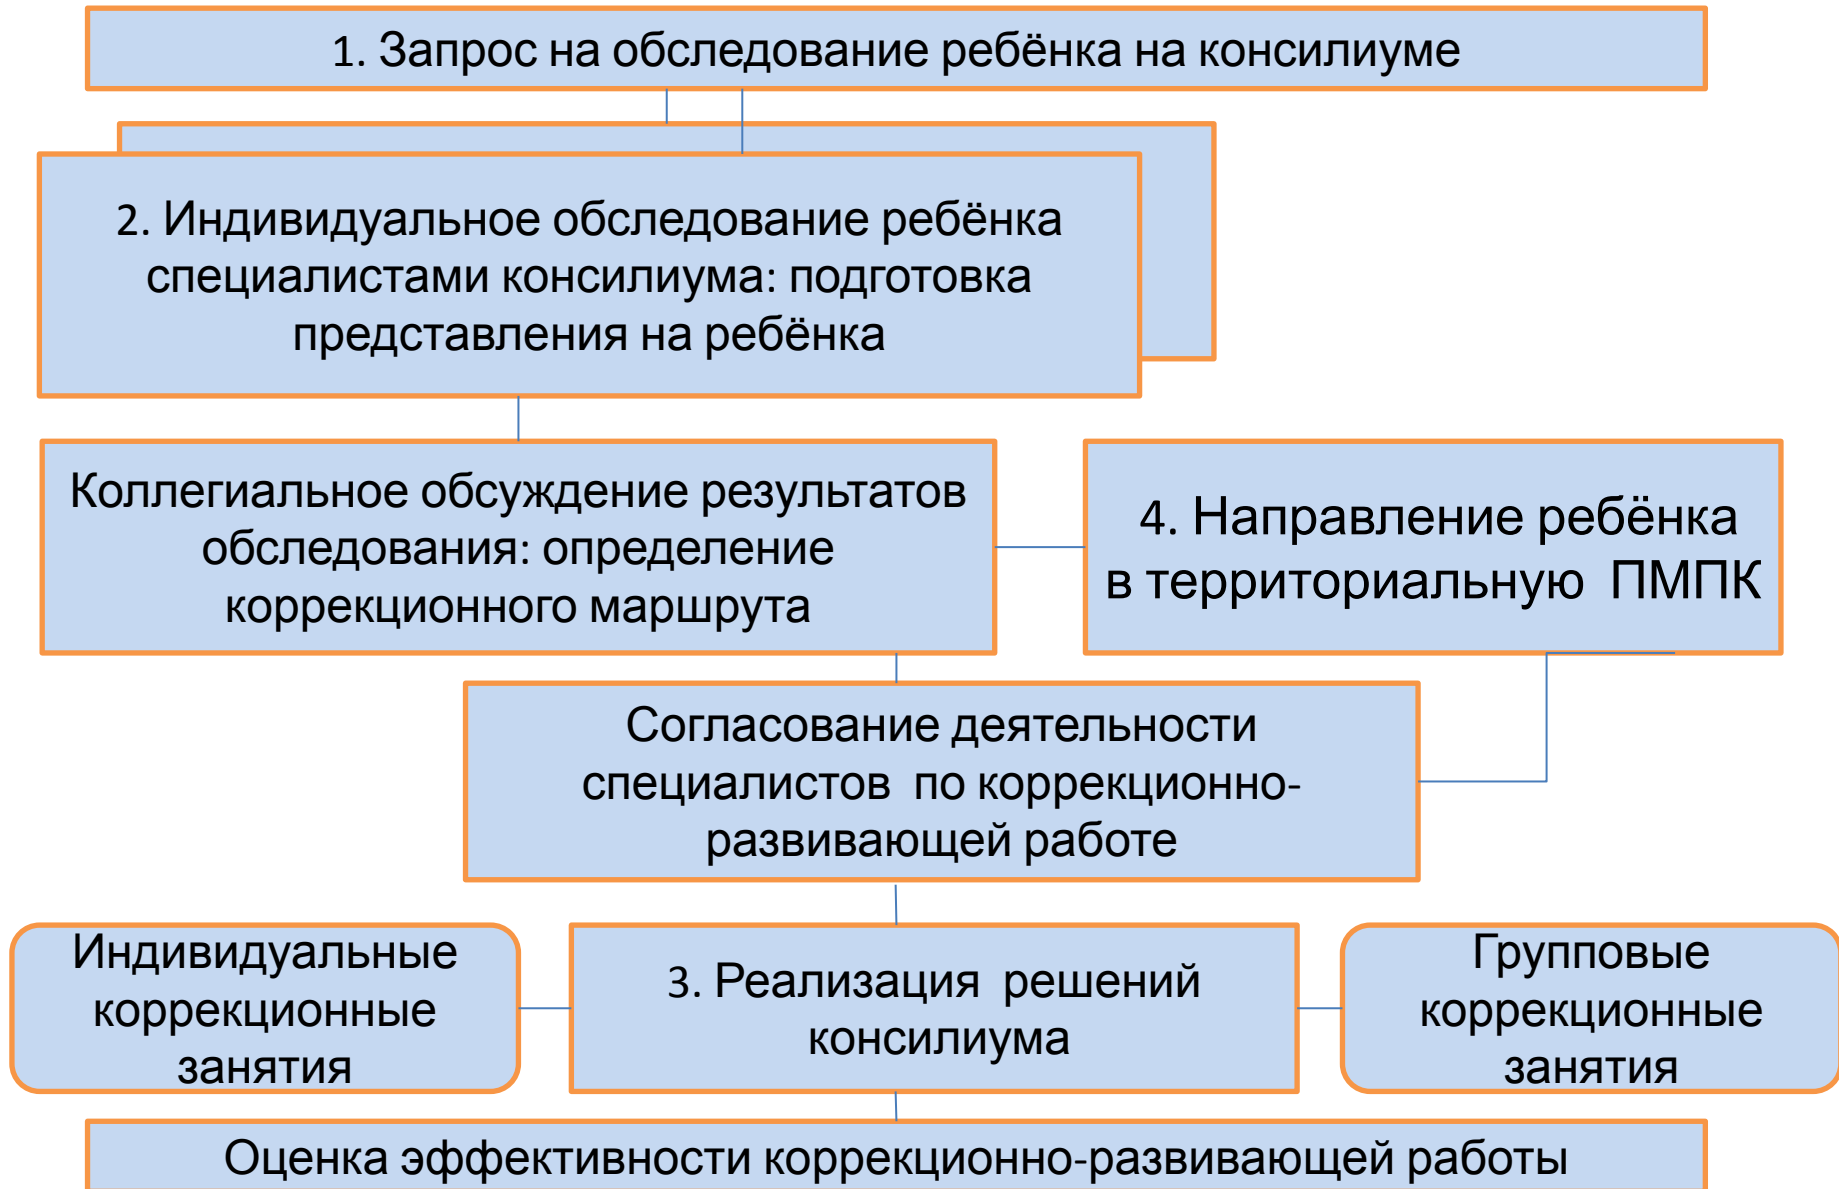 1. Запрос на обследование ребёнка на консилиуме
2. Индивидуальное обследование ребёнка
специалистами консилиума: подготовка
представления на ребёнка
Коллегиальное обсуждение результатов
обследования: определение
коррекционного маршрута
4. Направление ребёнка
в территориальную ПМПК
Согласование деятельности
специалистов по коррекционно-
развивающей работе
Индивидуальные
коррекционные
занятия
3. Реализация решений
консилиума
Групповые
коррекционные
занятия
Оценка эффективности коррекционно-развивающей работы